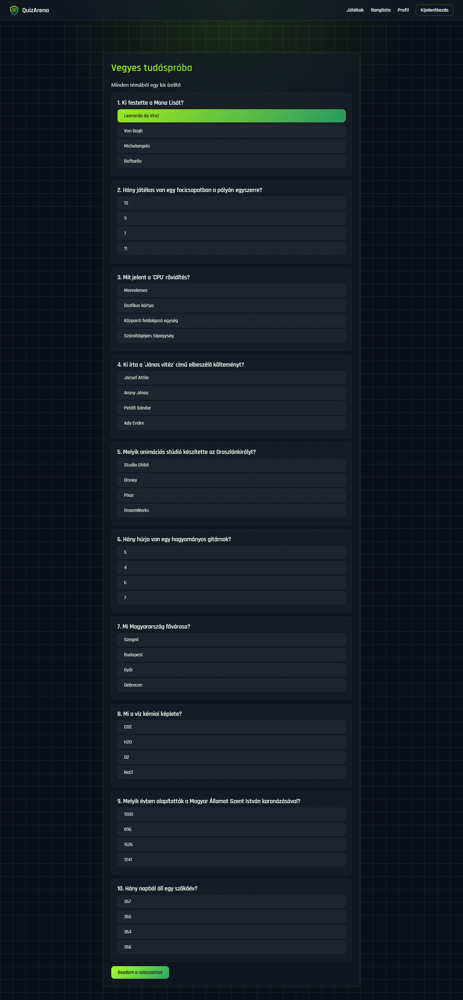 QuizArena
Játékok Ranglista Profil Kijelentkezés
Vegyes tudáspróba
Minden témából egy kis ízelítő
1. Ki festette a Mona Lisát?
Leonardo da Vinci
Van Gogh
Michelangelo
Raffaello
2. Hány játékos van egy focicsapatban a pályán egyszerre?
13
9
7
11
3. Mit jelent a 'CPU' rövidítés?
Merevlemez
Grafikus kártya
Központi feldolgozó egység
Számítógépes tápegység
4. Ki írta a 'János vitéz' című elbeszélő költeményt?
József Attila
Arany János
Petőfi Sándor
Ady Endre
5. Melyik animációs stúdió készítette az Oroszlánkirályt?
Studio Ghibli
Disney
Pixar
DreamWorks
6. Hány húrja van egy hagyományos gitárnak?
5
4
6
7
7. Mi Magyarország fővárosa?
Szeged
Budapest
Győr
Debrecen
8. Mi a víz kémiai képlete?
CO2
H2O
O2
NaCl
9. Melyik évben alapították a Magyar Államot Szent István koronázásával?
1000
896
1526
1241
10. Hány napból áll egy szökőév?
367
365
364
366
Beadom a valaszaimat